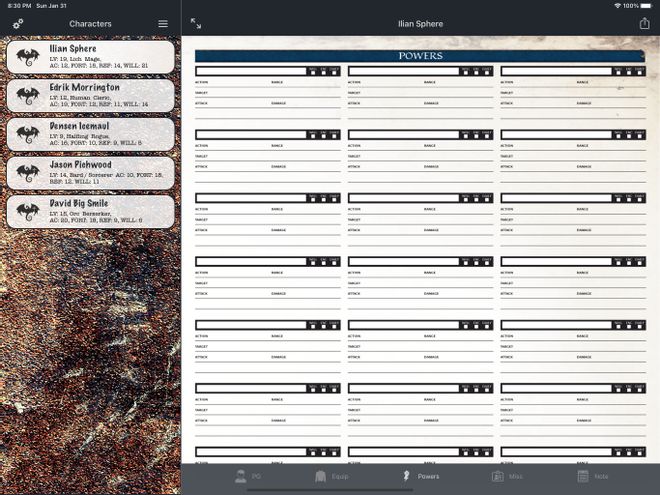 8:30 PM Sun Jan 31
100%
Characters
Ilian Sphere
Ilian Sphere
LV: 19, Lich Mage,
AC: 12, FORT: 15, REF: 14, WILL: 21
Edrik Morrington
LV: 12, Human Cleric,
AC: 19, FORT: 12, REF: 11, WILL: 14
Densen Icemaul
LV: 9, Halfling Rogue,
AC: 16, FORT: 10, REF: 9, WILL: 8
Jason Pichwood
LV: 14, Bard/Sorcerer AC: 10, FORT: 18,
REF: 12, WILL: 11
David Big Smile
LV: 15, Orc Berserker,
AC: 20, FORT: 18, REF: 9, WILL: 6
POWERS
ACTION RANGE ACTION RANGE ACTION RANGE
TARGET TARGET TARGET
ATTACK DAMAGE ATTACK DAMAGE ATTACK DAMAGE
ACTION RANGE ACTION RANGE ACTION RANGE
TARGET TARGET TARGET
ATTACK DAMAGE ATTACK DAMAGE ATTACK DAMAGE
ACTION RANGE ACTION RANGE ACTION RANGE
TARGET TARGET TARGET
ATTACK DAMAGE ATTACK DAMAGE ATTACK DAMAGE
ACTION RANGE ACTION RANGE ACTION RANGE
TARGET TARGET TARGET
ATTACK DAMAGE ATTACK DAMAGE ATTACK DAMAGE
ACTION RANGE ACTION RANGE ACTION RANGE
TARGET TARGET TARGET
ATTACK DAMAGE ATTACK DAMAGE ATTACK DAMAGE
ACTION RANGE ACTION RANGE ACTION RANGE
TARGET TARGET TARGET
ATTACK DAMAGE ATTACK DAMAGE ATTACK DAMAGE
PG Equip Powers Misc Note